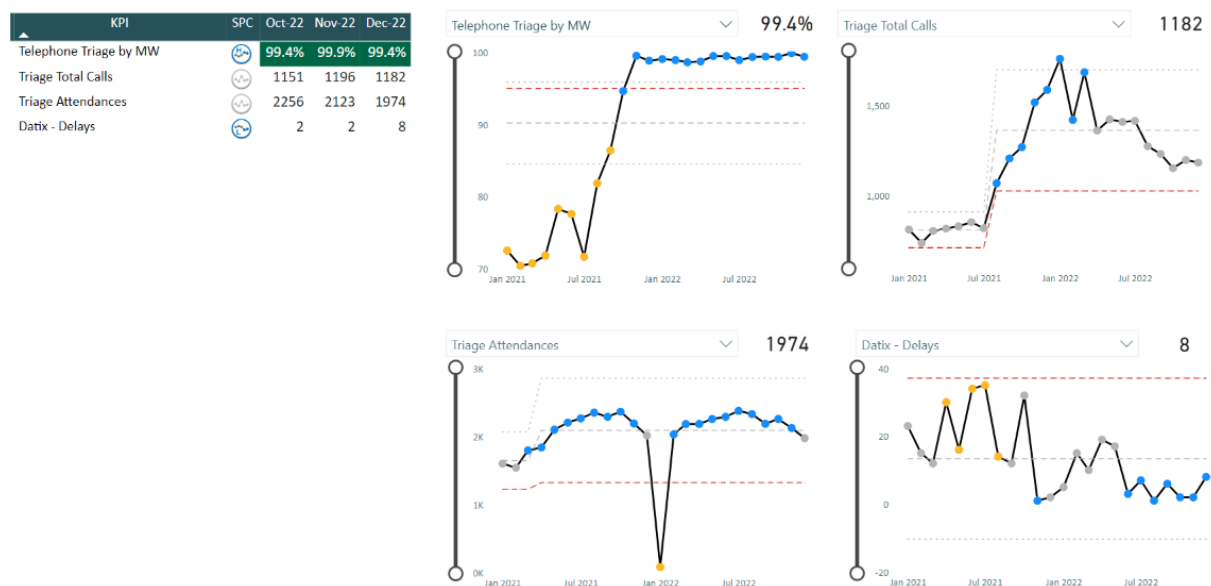 KPI SPC Oct-22 Nov-22 Dec-22
Telephone Triage by MW 99.4% 99.9% 99.4%
Triage Total Calls 1151 1196 1182
Triage Attendances 2256 2123 1974
Datix - Delays 2 2 8
Telephone Triage by MW 99.4%
100
90
80
70
Jan 2021 Jul 2021 Jan 2022 Jul 2022
Triage Total Calls 1182
1,500
1,000
Jan 2021 Jul 2021 Jan 2022 Jul 2022
Triage Attendances 1974
3K
2K
1K
0K
Jan 2021 Jul 2021 Jan 2022 Jul 2022
Datix - Delays 8
40
20
0
-20
Jan 2021 Jul 2021 Jan 2022 Jul 2022